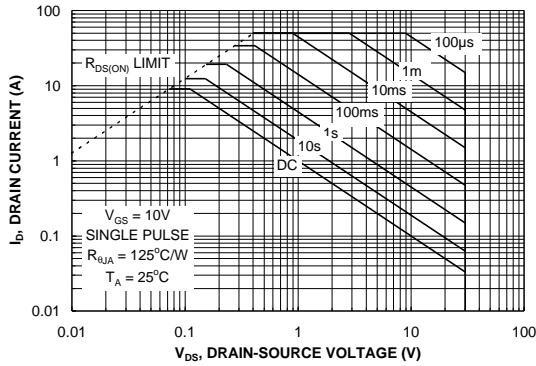 100
10
1
0.1
0.01
I_D, DRAIN CURRENT (A)
R_DS(ON) LIMIT
100µs
1m
10ms
100ms
1s
10s
DC
V_GS = 10V
SINGLE PULSE
R_θJA = 125°C/W
T_A = 25°C
0.01 0.1 1 10 100
V_DS, DRAIN-SOURCE VOLTAGE (V)